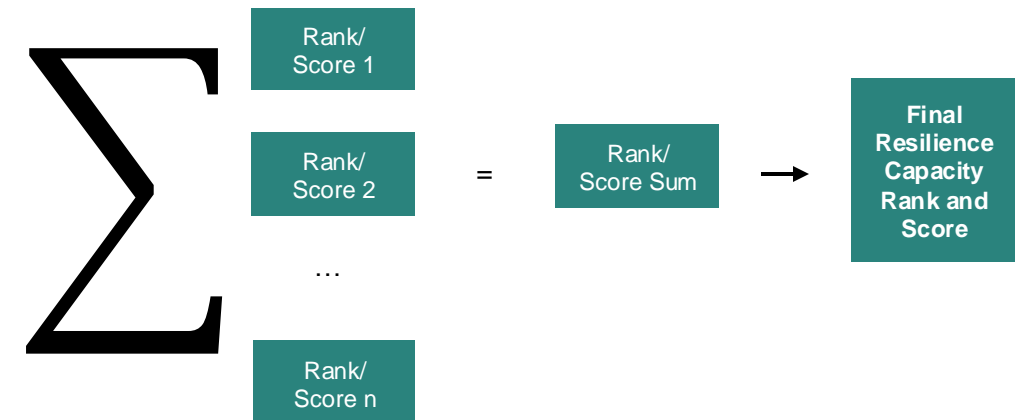 ∑
Rank/
Score 1
Rank/
Score 2
...
Rank/
Score n
=
Rank/
Score Sum
Final
Resilience
Capacity
Rank and
Score